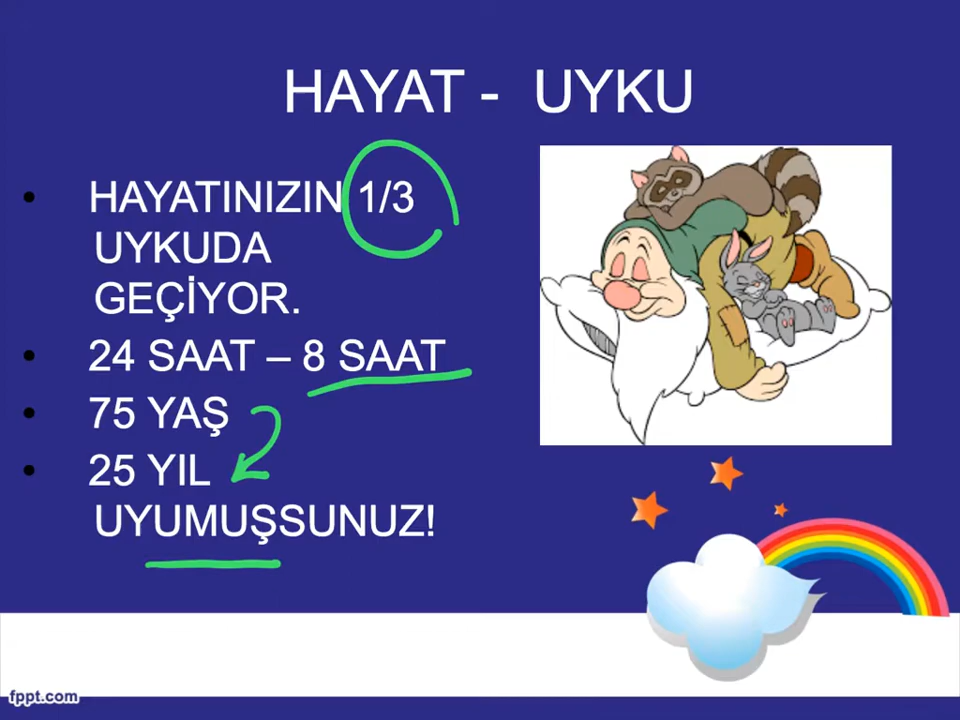 HAYAT - UYKU
• HAYATINIZIN 1/3
UYKUDA
GEÇİYOR.
• 24 SAAT – 8 SAAT
• 75 YAŞ
• 25 YIL
UYUMUŞSUNUZ!
fppt.com